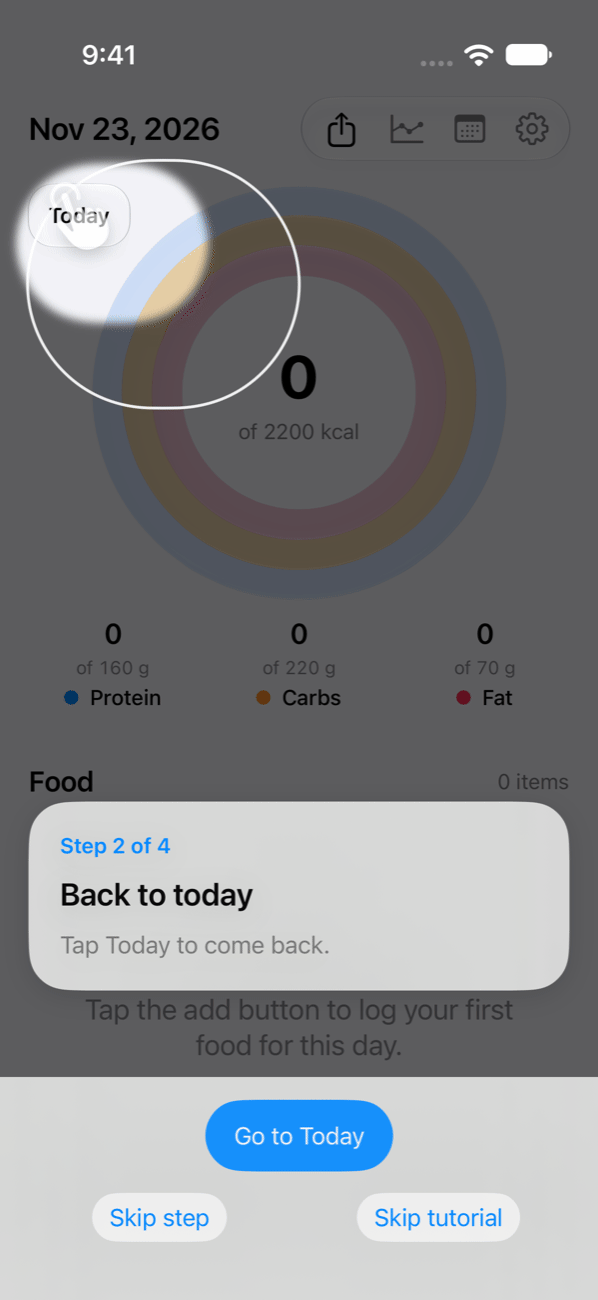 9:41
Nov 23, 2026
Today
0
of 2200 kcal
0
of 160 g
Protein
0
of 220 g
Carbs
0
of 70 g
Fat
Food
0 items
Step 2 of 4
Back to today
Tap Today to come back.
Tap the add button to log your first
food for this day.
Go to Today
Skip step
Skip tutorial